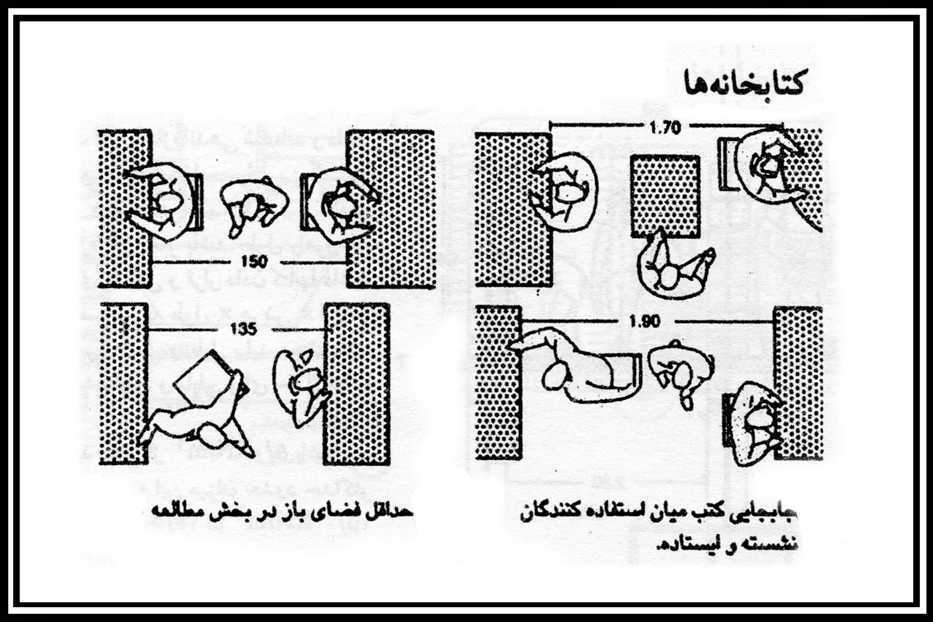 کتابخانه‌ها
1.70
150
135
1.90
جابجایی کتب میان استفاده کنندگان
نشسته و ایستاده.
حداقل فضای باز در بخش مطالعه